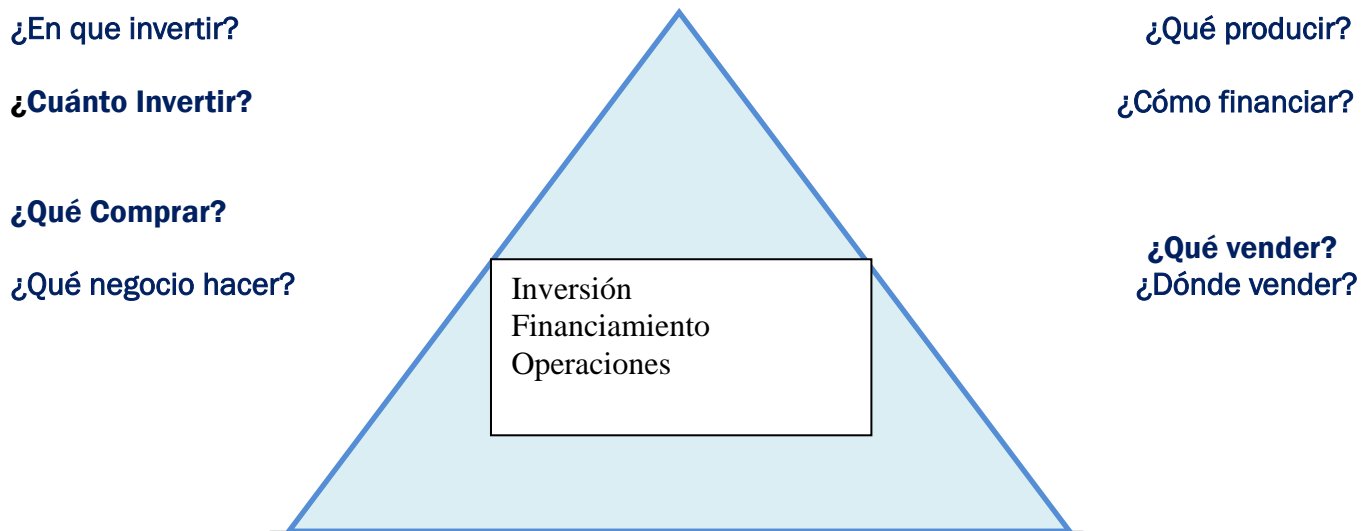 ¿En que invertir?
¿Qué producir?
¿Cuánto Invertir?
¿Cómo financiar?
¿Qué Comprar?
¿Qué vender?
¿Qué negocio hacer?
¿Dónde vender?
Inversión
Financiamiento
Operaciones